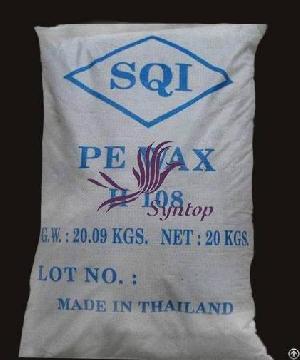 SQI
PE WAX
H 108
Syntop
G.W. : 20.09 KGS. NET : 20 KGS.
LOT NO. :
MADE IN THAILAND